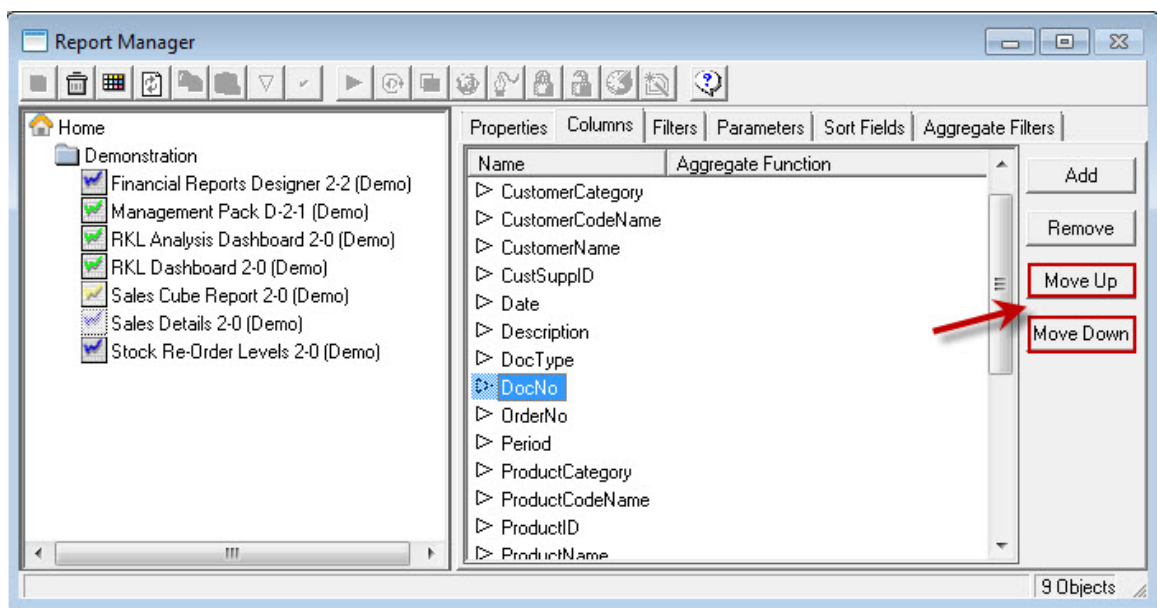 Report Manager
Home
Demonstration
Financial Reports Designer 2-2 (Demo)
Management Pack D-2-1 (Demo)
RKL Analysis Dashboard 2-0 (Demo)
RKL Dashboard 2-0 (Demo)
Sales Cube Report 2-0 (Demo)
Sales Details 2-0 (Demo)
Stock Re-Order Levels 2-0 (Demo)
Properties Columns Filters Parameters Sort Fields Aggregate Filters
Name Aggregate Function
CustomerCategory
CustomerCodeName
CustomerName
CustSuppID
Date
Description
DocType
DocNo
OrderNo
Period
ProductCategory
ProductCodeName
ProductID
ProductName
Add
Remove
Move Up
Move Down
9 Objects